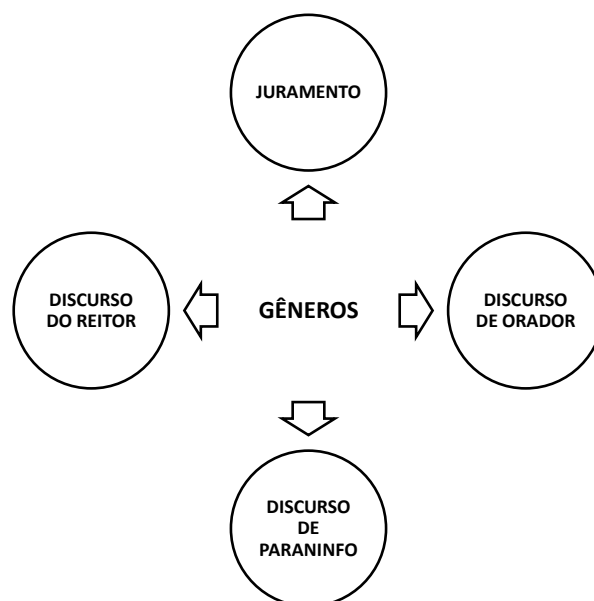 JURAMENTO
DISCURSO
DO REITOR
GÊNEROS
DISCURSO
DE ORADOR
DISCURSO
DE
PARANINFO